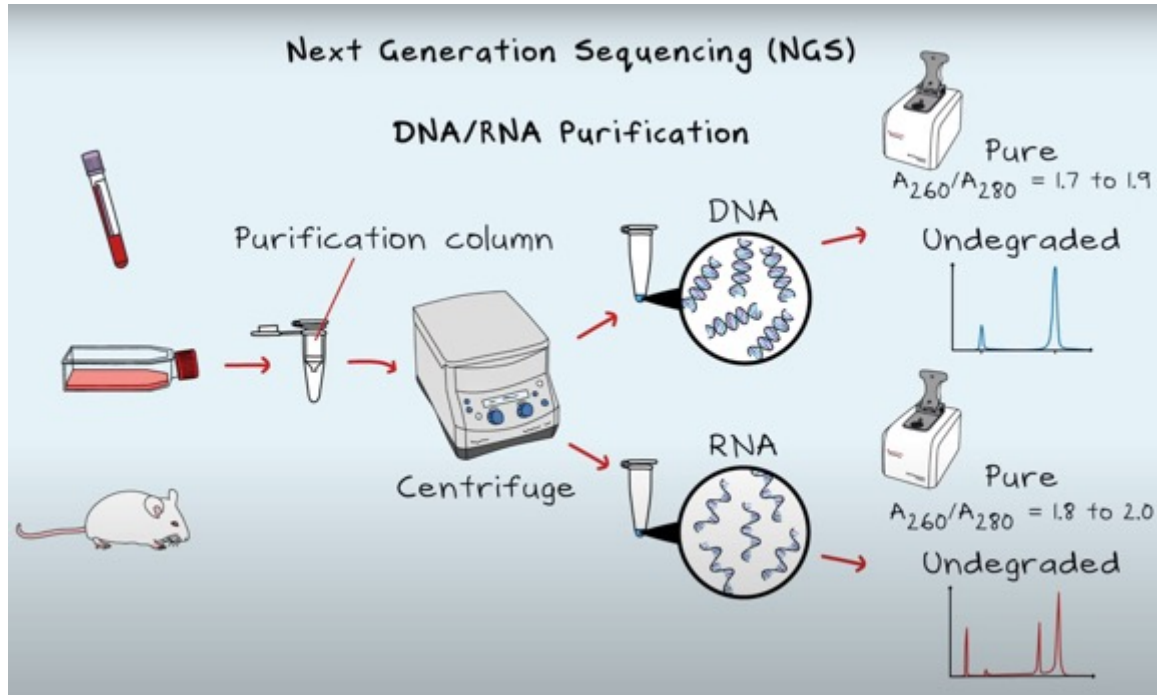 Next Generation Sequencing (NGS)
DNA/RNA Purification
Purification column
Centrifuge
DNA
Pure
A260/A280 = 1.7 to 1.9
Undegraded
RNA
Pure
A260/A280 = 1.8 to 2.0
Undegraded